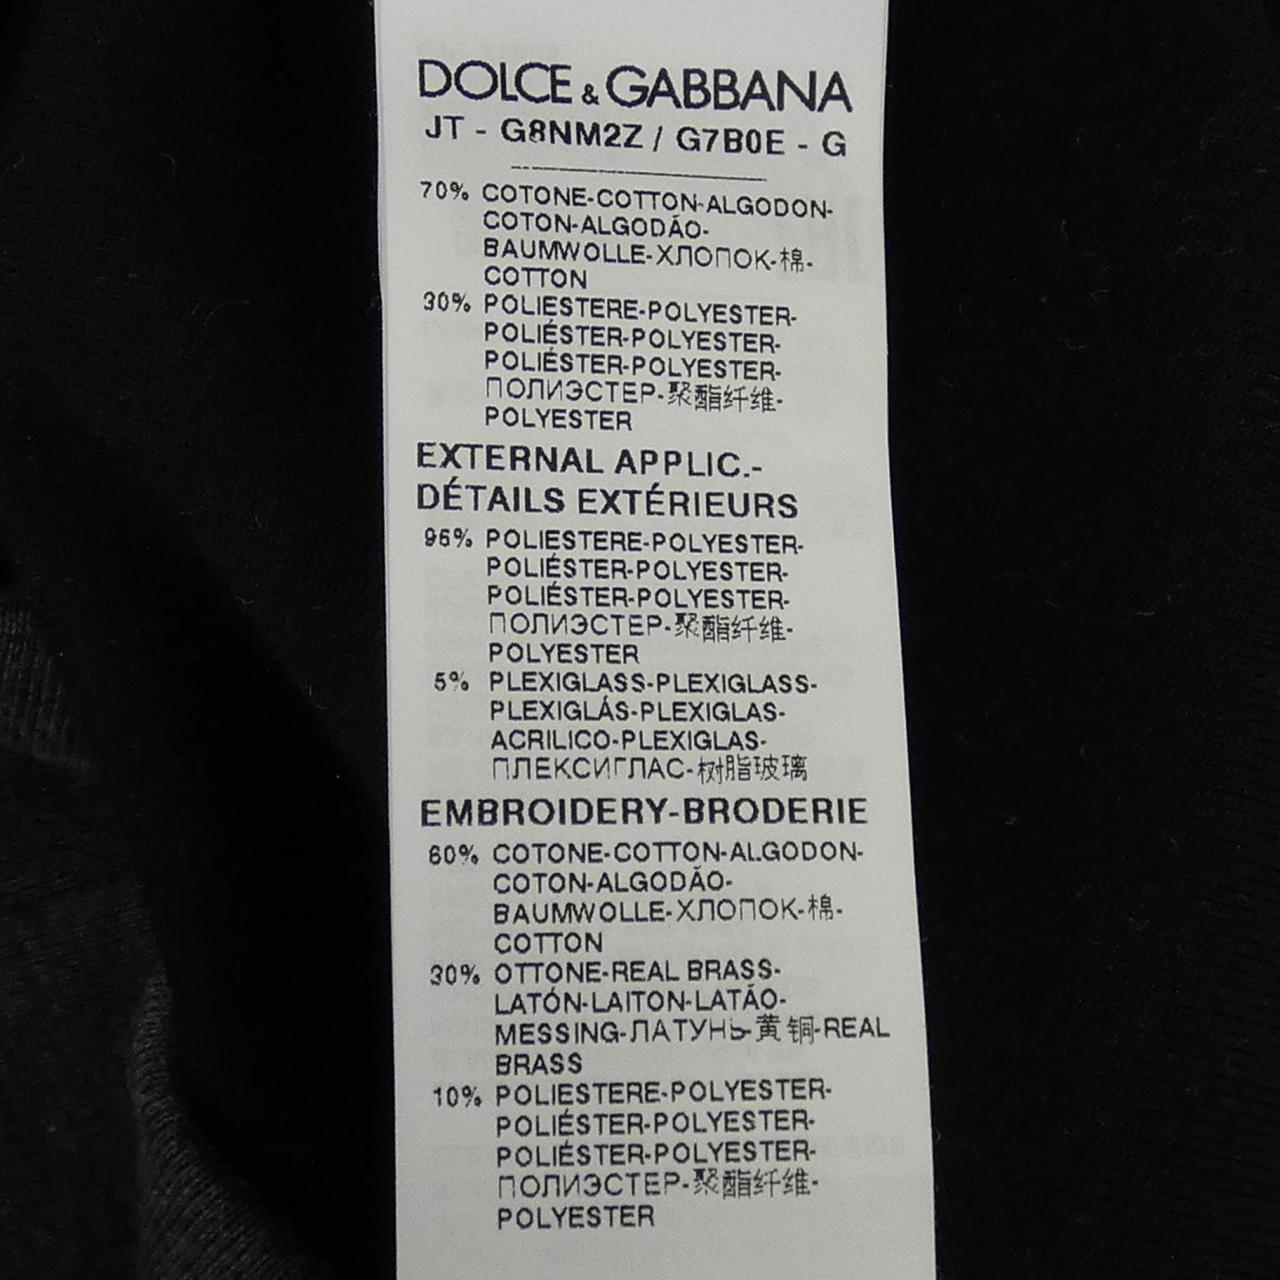 DOLCE & GABBANA
JT - G8NM2Z / G7B0E - G
70% COTONE-COTTON-ALGODON-
COTON-ALGODÃO-
BAUMWOLLE-ХЛОПОК-棉-
COTTON
30% POLIESTERE-POLYESTER-
POLIÉSTER-POLYESTER-
POLIÉSTER-POLYESTER-
ПОЛИЭСТЕР-聚酯纤维-
POLYESTER
EXTERNAL APPLIC.-
DÉTAILS EXTÉRIEURS
95% POLIESTERE-POLYESTER-
POLIÉSTER-POLYESTER-
POLIÉSTER-POLYESTER-
ПОЛИЭСТЕР-聚酯纤维-
POLYESTER
5% PLEXIGLASS-PLEXIGLASS-
PLEXIGLÁS-PLEXIGLAS-
ACRILICO-PLEXIGLAS-
ПЛЕКСИГЛАС-树脂玻璃
EMBROIDERY-BRODERIE
60% COTONE-COTTON-ALGODON-
COTON-ALGODÃO-
BAUMWOLLE-ХЛОПОК-棉-
COTTON
30% OTTONE-REAL BRASS-
LATÓN-LAITON-LATÃO-
MESSING-ЛАТУНЬ-黄铜-REAL
BRASS
10% POLIESTERE-POLYESTER-
POLIÉSTER-POLYESTER-
POLIÉSTER-POLYESTER-
ПОЛИЭСТЕР-聚酯纤维-
POLYESTER